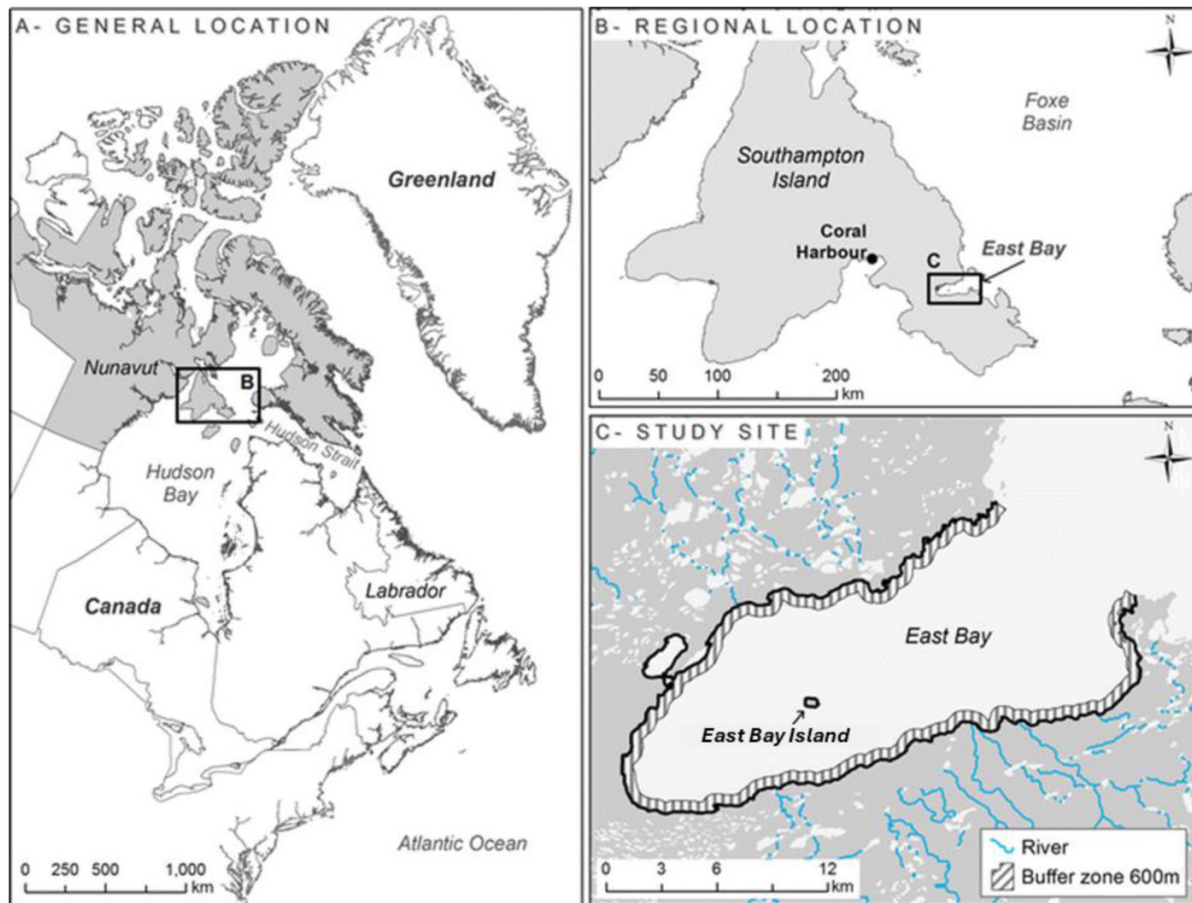 A- GENERAL LOCATION
Greenland
Nunavut
B
Hudson Strait
Hudson
Bay
Canada
Labrador
Atlantic Ocean
0 250 500 1,000
km
B- REGIONAL LOCATION
N
Foxe
Basin
Southampton
Island
Coral
Harbour
C
East Bay
0 50 100 200
km
C- STUDY SITE
N
East Bay
East Bay Island
0 3 6 12
km
River
Buffer zone 600m